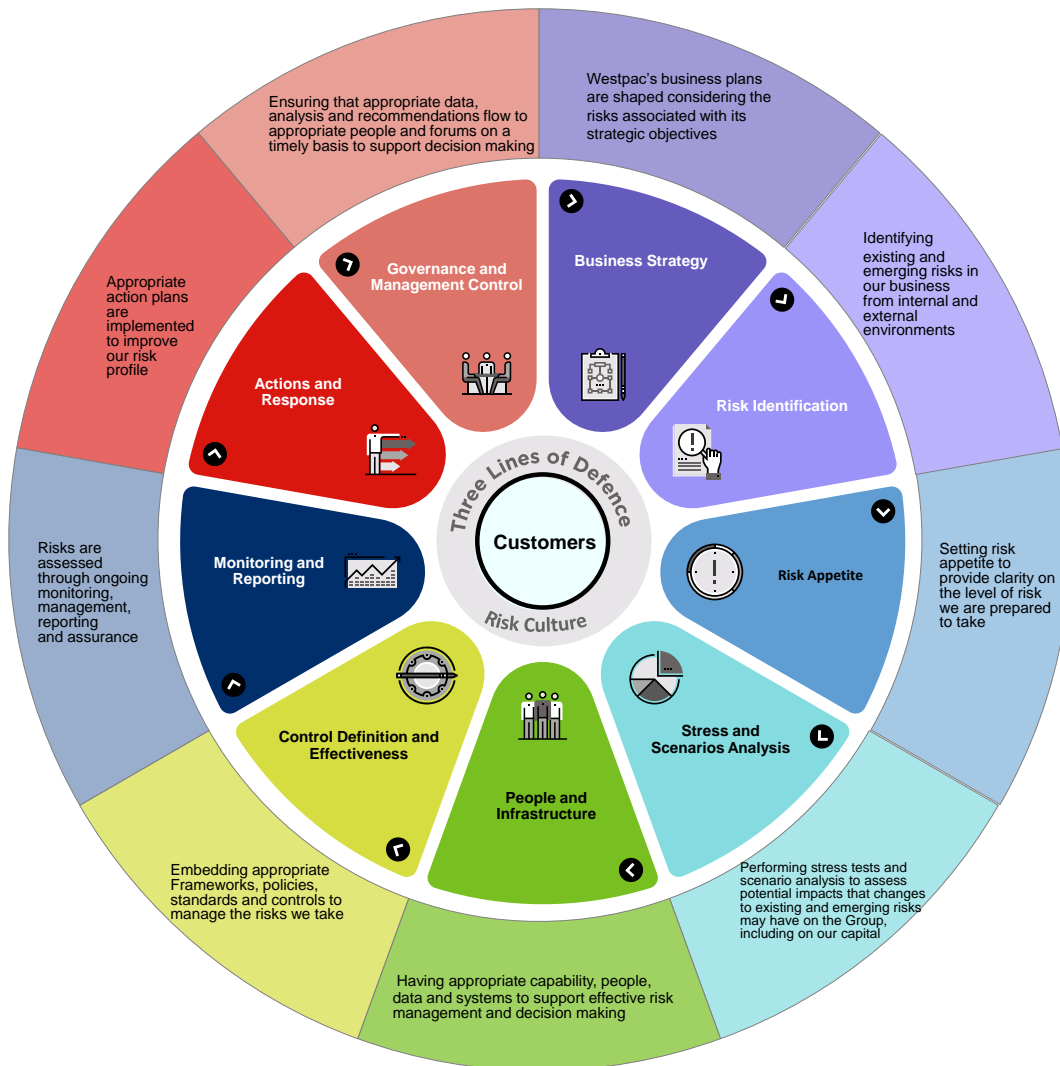 Westpac's business plans
are shaped considering the
risks associated with its
strategic objectives
Business Strategy
Identifying
existing and
emerging risks in
our business
from internal and
external
environments
Risk Identification
Setting risk
appetite to
provide clarity on
the level of risk
we are prepared
to take
Risk Appetite
Performing stress tests and
scenario analysis to assess
potential impacts that changes
to existing and emerging risks
may have on the Group,
including on our capital
Stress and
Scenarios Analysis
Having appropriate capability, people,
data and systems to support effective risk
management and decision making
People and
Infrastructure
Embedding appropriate
Frameworks, policies,
standards and controls to
manage the risks we take
Control Definition and
Effectiveness
Risks are
assessed
through ongoing
monitoring,
management,
reporting
and assurance
Monitoring and
Reporting
Appropriate
action plans
are
implemented
to improve
our risk
profile
Actions and
Response
Ensuring that appropriate data,
analysis and recommendations flow to
appropriate people and forums on a
timely basis to support decision making
Governance and
Management Control
Three Lines of Defence
Customers
Risk Culture